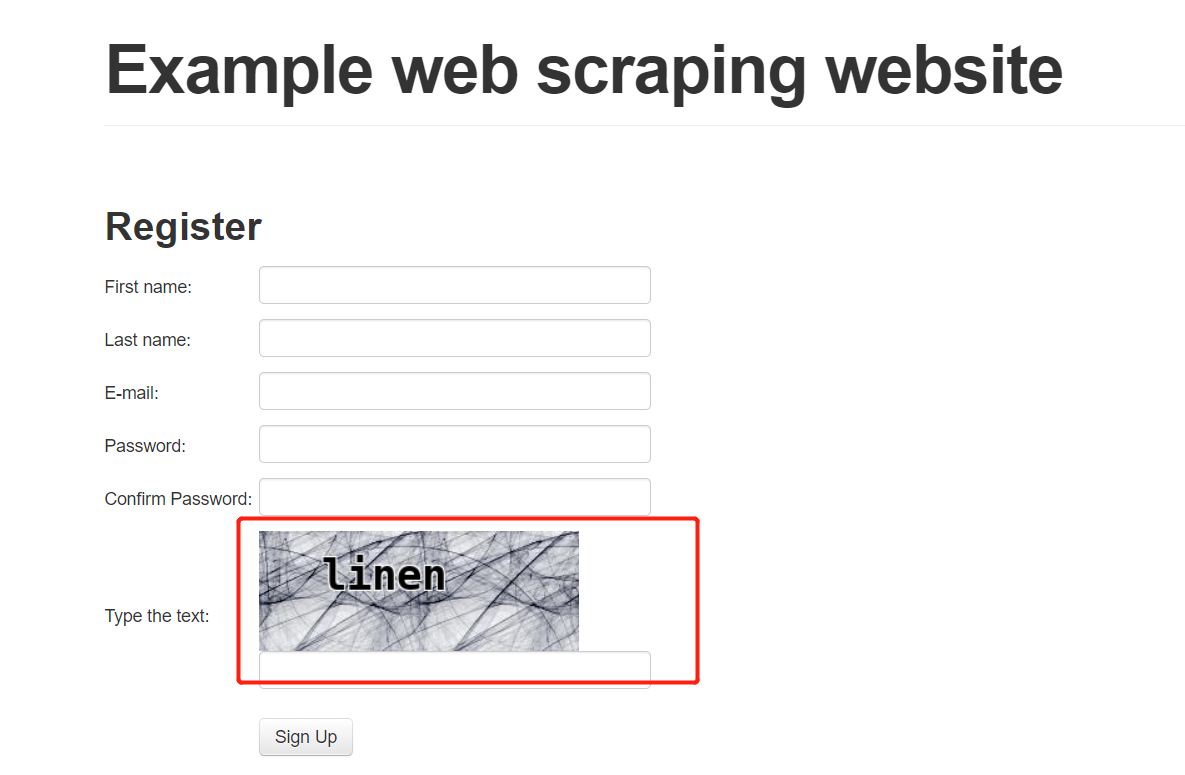 Example web scraping website
Register
First name:
Last name:
E-mail:
Password:
Confirm Password:
linen
Type the text:
Sign Up